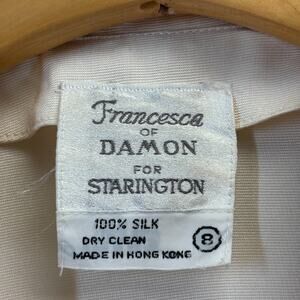 Francesca
OF
DAMON
FOR
STARINGTON
100% SILK
DRY CLEAN 8
MADE IN HONG KONG